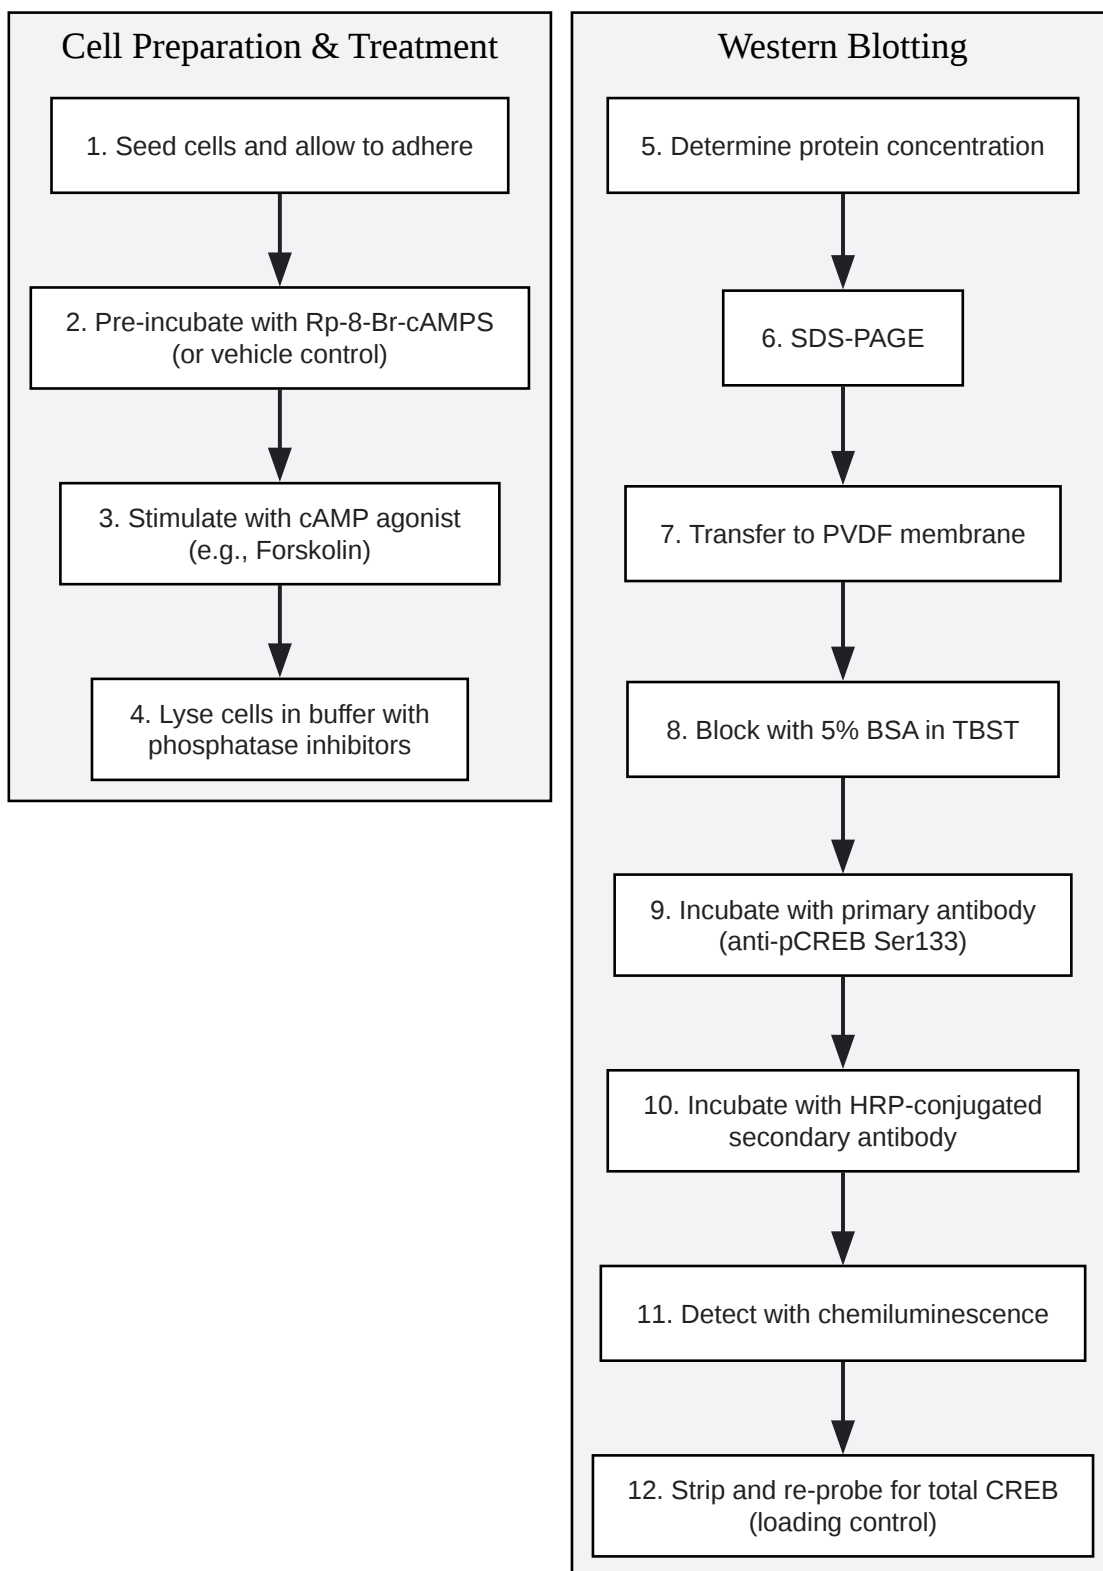 Cell Preparation & Treatment
1. Seed cells and allow to adhere
2. Pre-incubate with Rp-8-Br-cAMPS
(or vehicle control)
3. Stimulate with cAMP agonist
(e.g., Forskolin)
4. Lyse cells in buffer with
phosphatase inhibitors
Western Blotting
5. Determine protein concentration
6. SDS-PAGE
7. Transfer to PVDF membrane
8. Block with 5% BSA in TBST
9. Incubate with primary antibody
(anti-pCREB Ser133)
10. Incubate with HRP-conjugated
secondary antibody
11. Detect with chemiluminescence
12. Strip and re-probe for total CREB
(loading control)